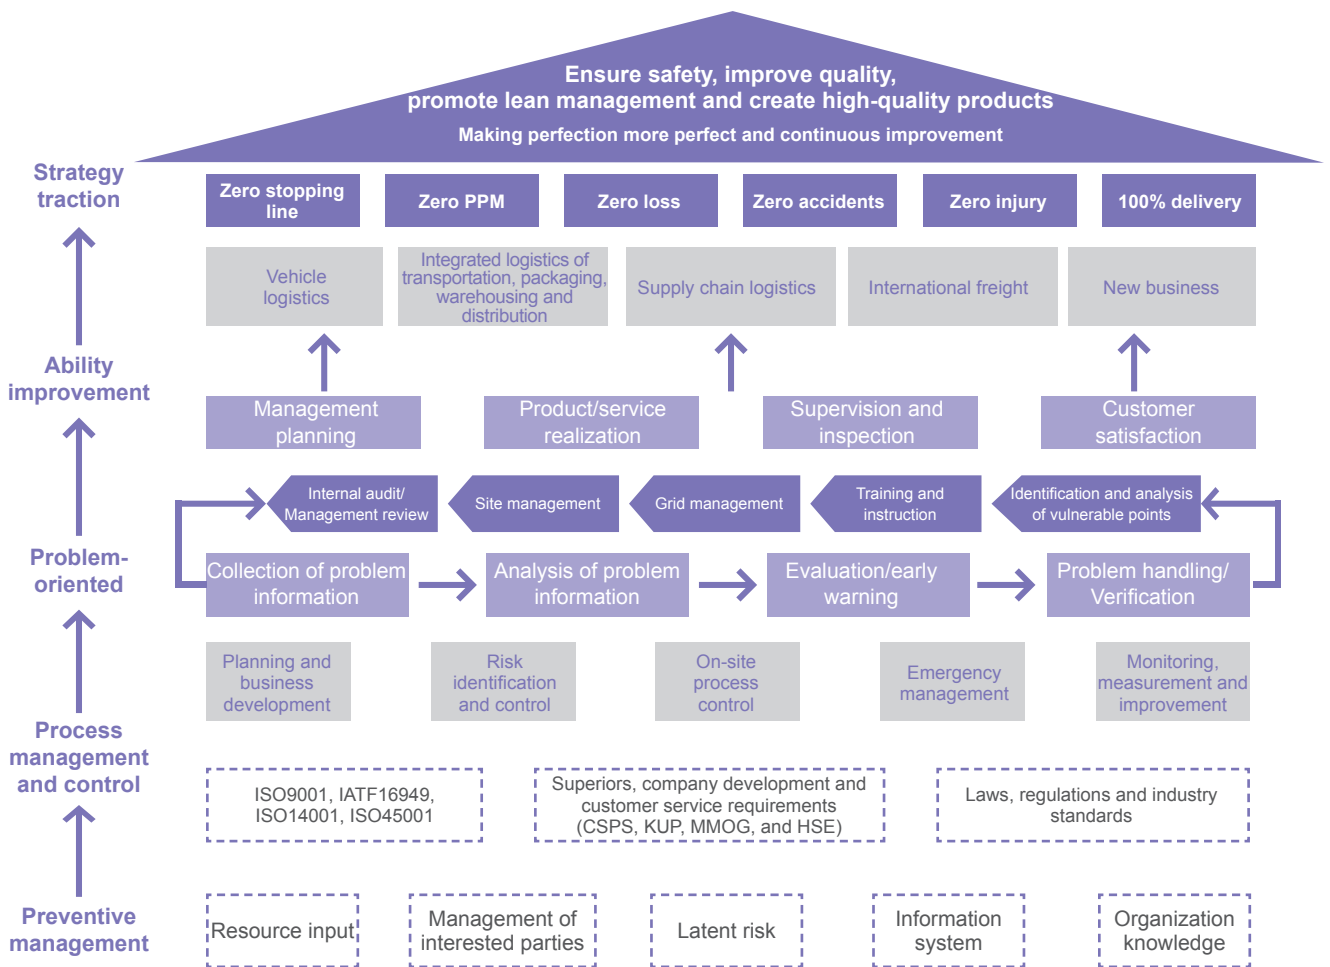 Ensure safety, improve quality,
promote lean management and create high-quality products
Making perfection more perfect and continuous improvement
Strategy
traction
Zero stopping
line
Zero PPM
Zero loss
Zero accidents
Zero injury
100% delivery
Vehicle
logistics
Integrated logistics of
transportation, packaging,
warehousing and
distribution
Supply chain logistics
International freight
New business
Ability
improvement
Management
planning
Product/service
realization
Supervision and
inspection
Customer
satisfaction
Internal audit/
Management review
Site management
Grid management
Training and
instruction
Identification and analysis
of vulnerable points
Problem-
oriented
Collection of problem
information
Analysis of problem
information
Evaluation/early
warning
Problem handling/
Verification
Planning and
business
development
Risk
identification
and control
On-site
process
control
Emergency
management
Monitoring,
measurement and
improvement
Process
management
and control
ISO9001, IATF16949,
ISO14001, ISO45001
Superiors, company development and
customer service requirements
(CSPS, KUP, MMOG, and HSE)
Laws, regulations and industry
standards
Preventive
management
Resource input
Management of
interested parties
Latent risk
Information
system
Organization
knowledge